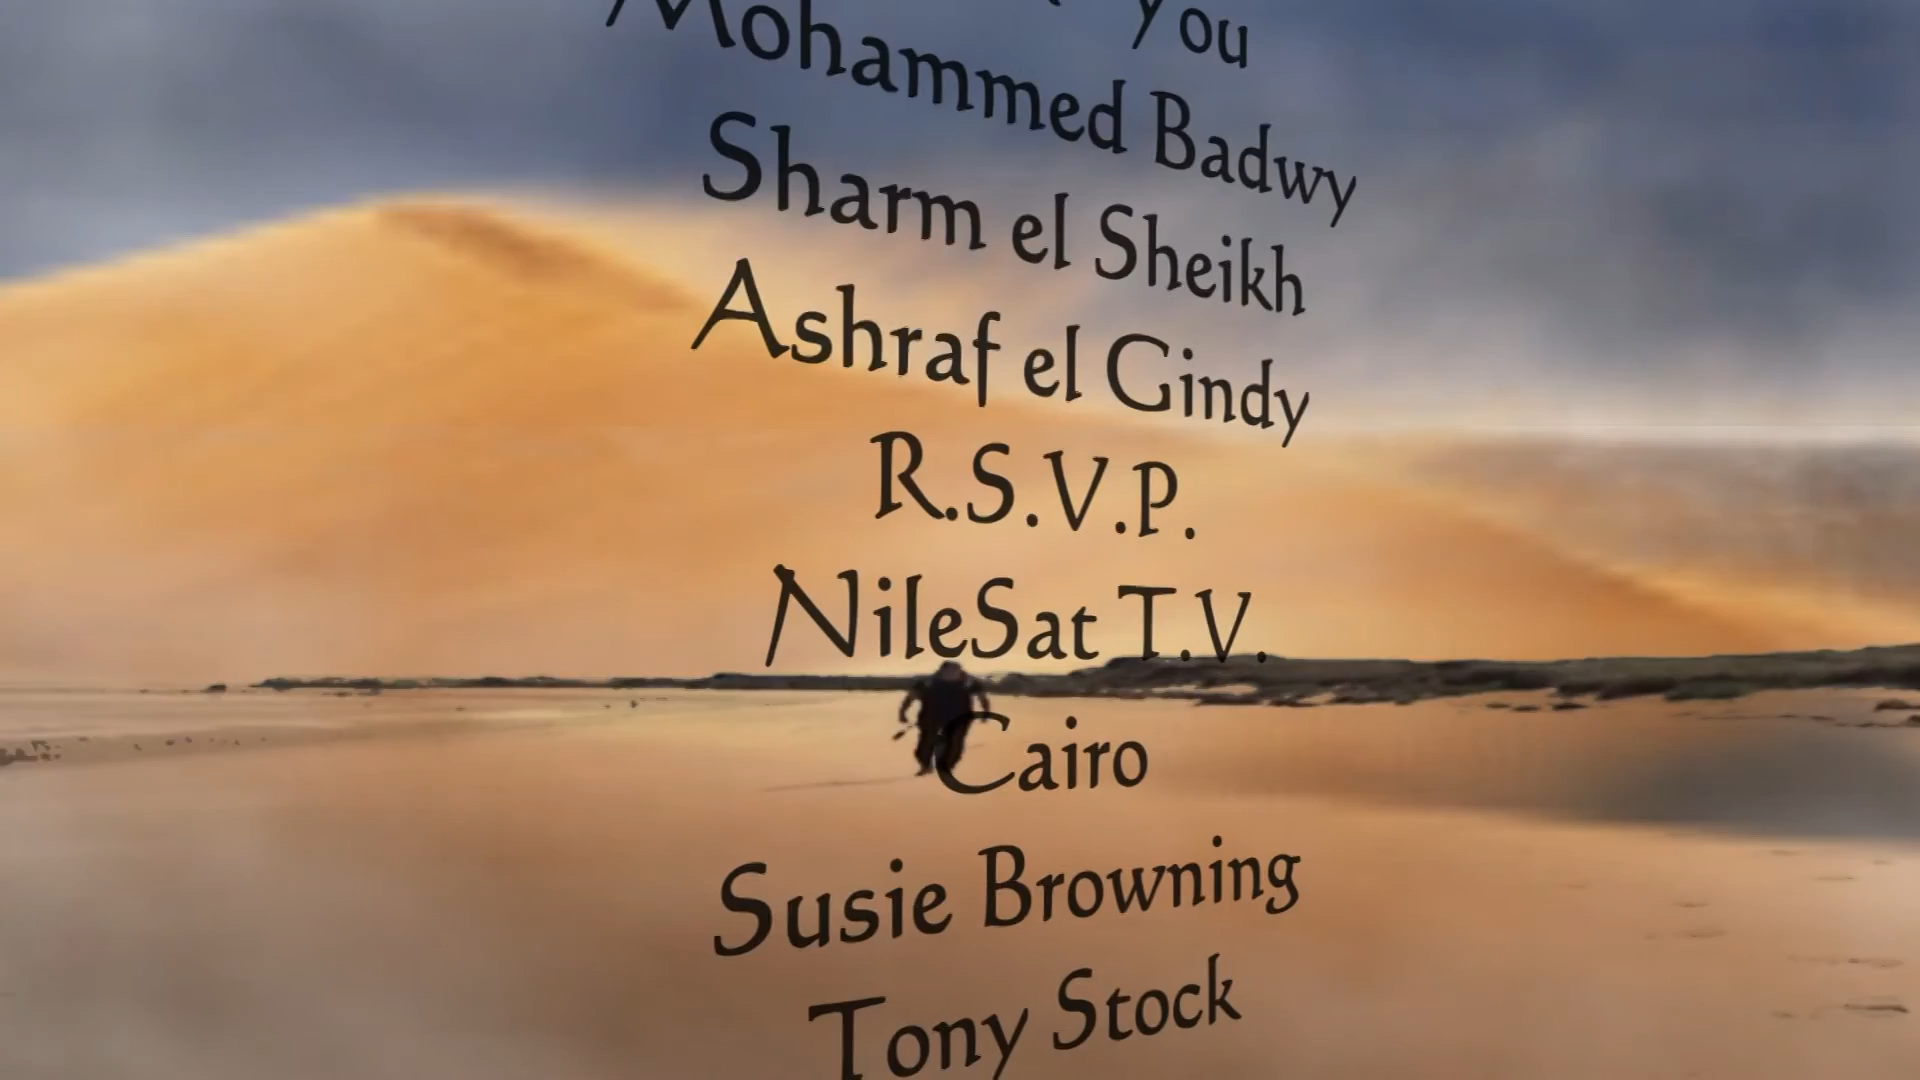 you
Mohammed Badwy
Sharm el Sheikh
Ashraf el Gindy
R.S.V.P.
NileSat T.V.
Cairo
Susie Browning
Tony Stock